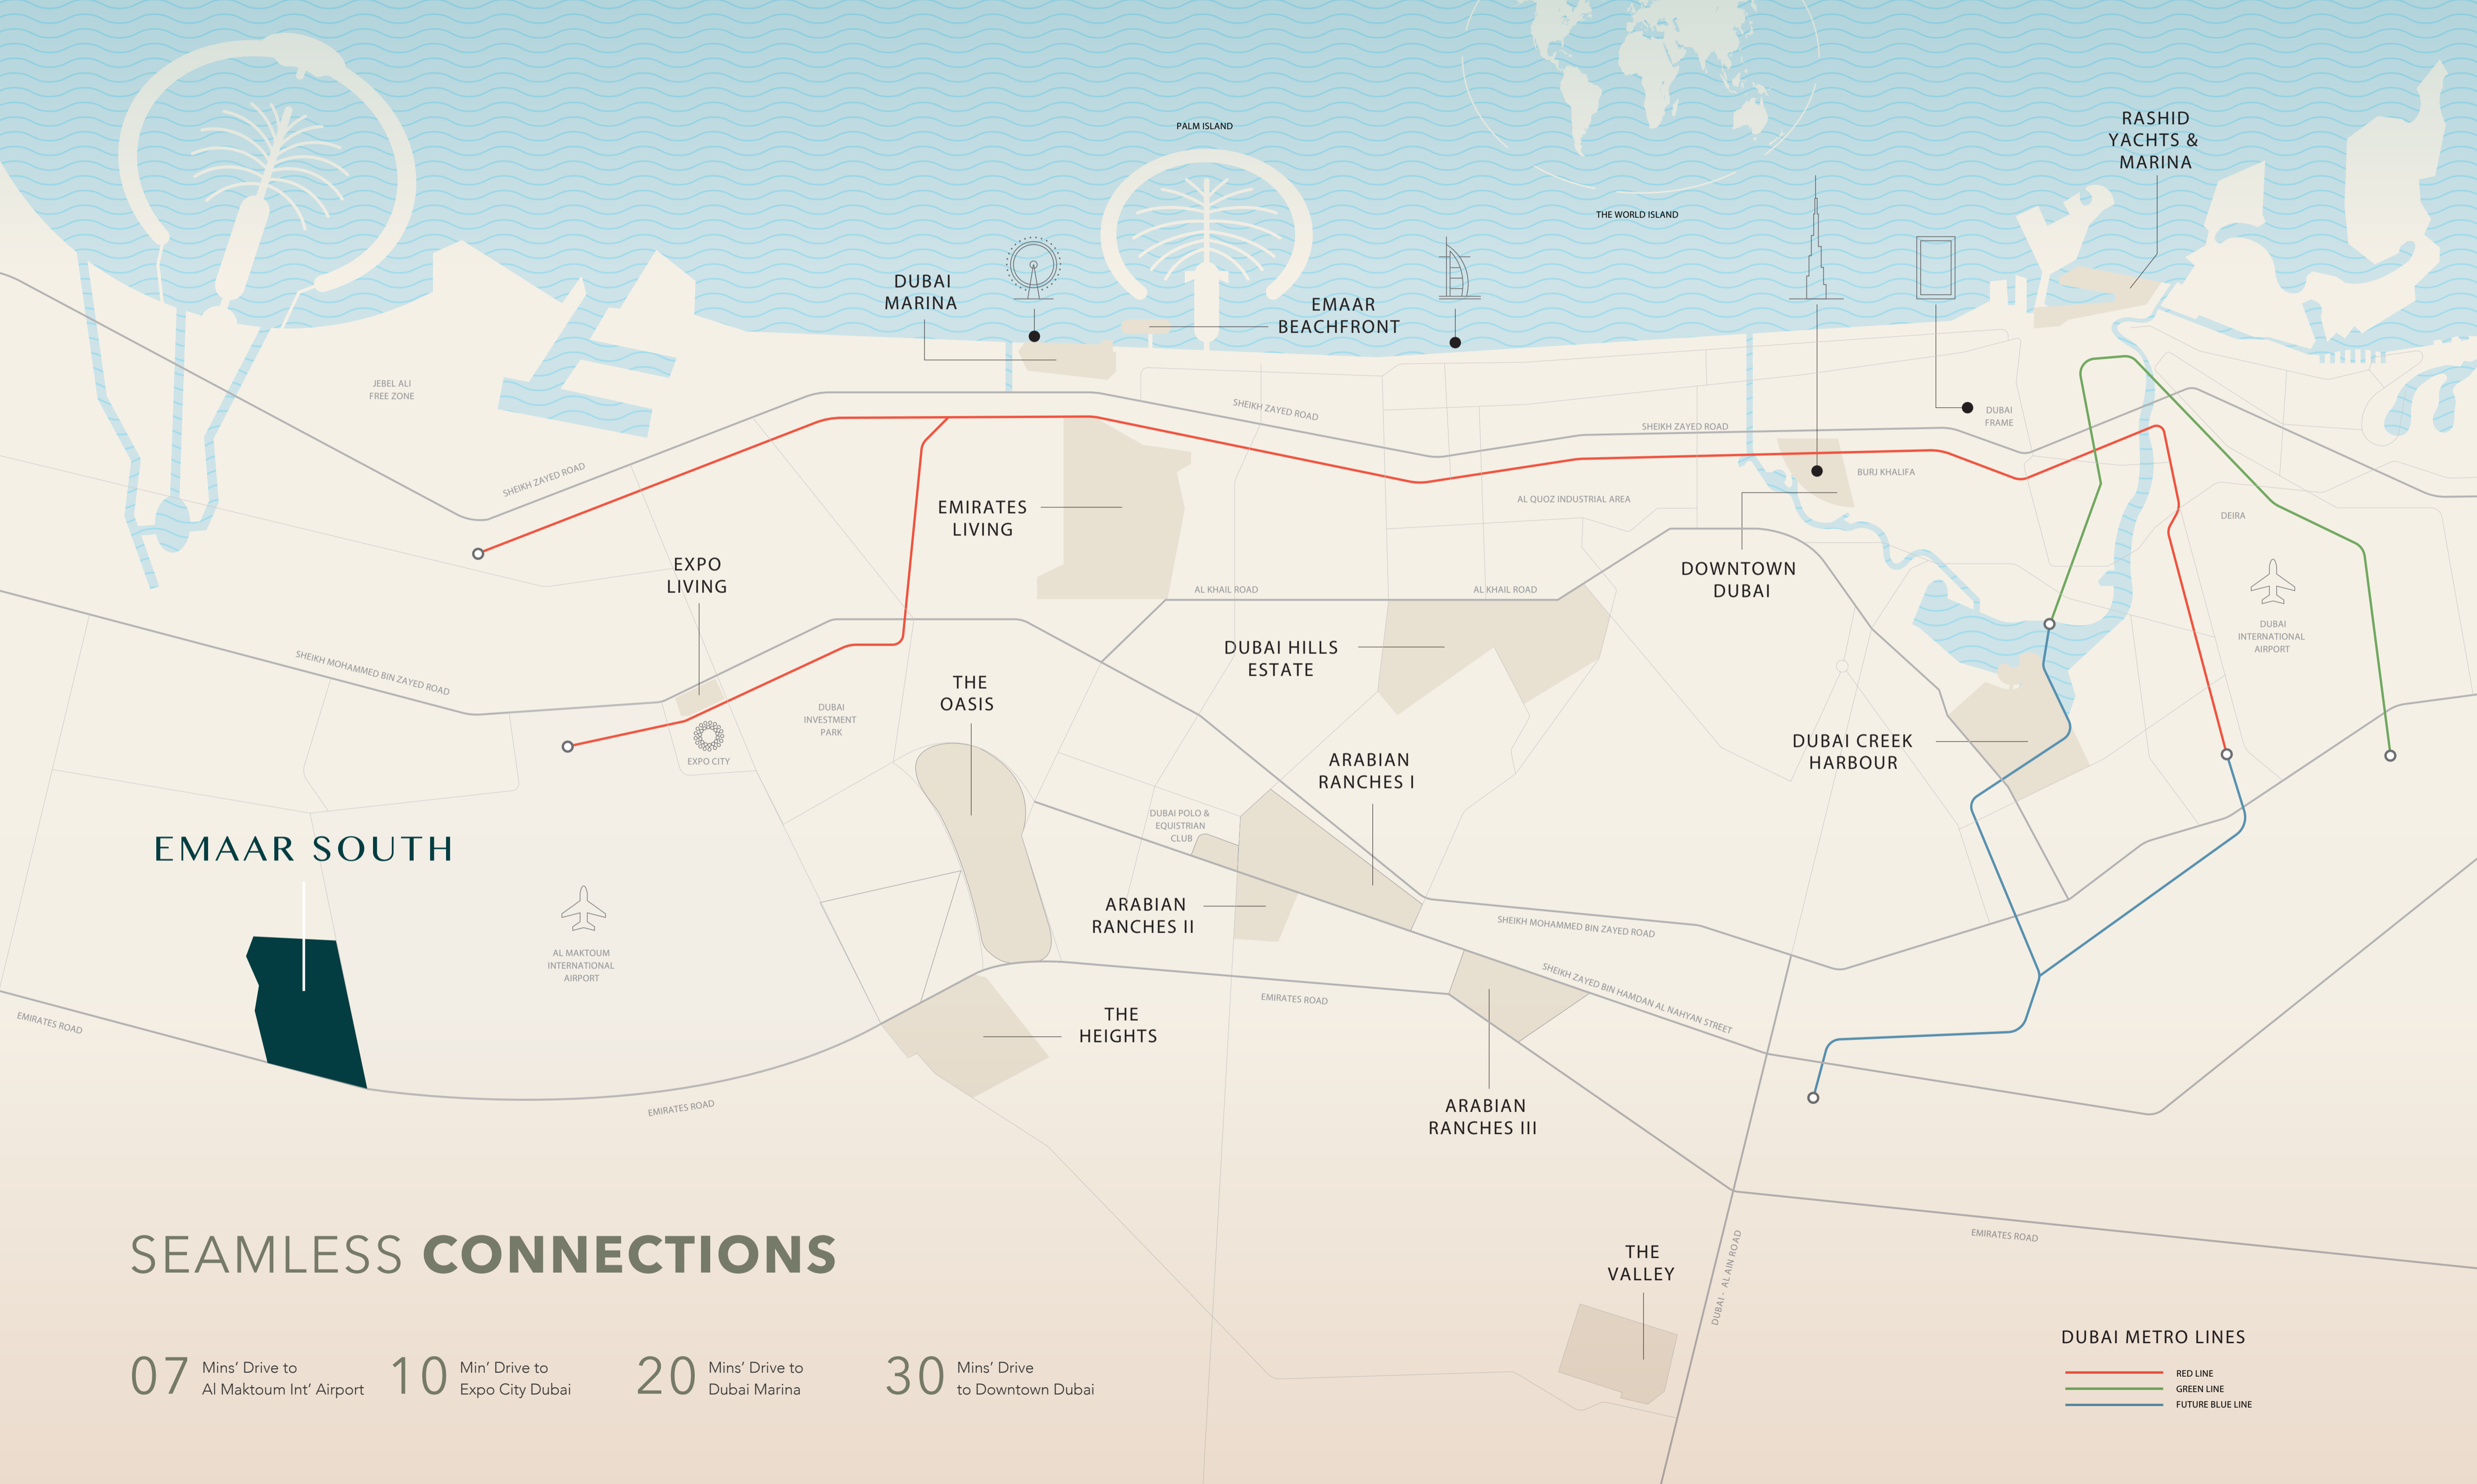 PALM ISLAND
THE WORLD ISLAND
RASHID
YACHTS &
MARINA
DUBAI
MARINA
EMAAR
BEACHFRONT
JEBEL ALI
FREE ZONE
SHEIKH ZAYED ROAD
SHEIKH ZAYED ROAD
SHEIKH ZAYED ROAD
DUBAI
FRAME
BURJ KHALIFA
AL QUOZ INDUSTRIAL AREA
DEIRA
EMIRATES
LIVING
EXPO
LIVING
DOWNTOWN
DUBAI
AL KHAIL ROAD
AL KHAIL ROAD
DUBAI
INTERNATIONAL
AIRPORT
SHEIKH MOHAMMED BIN ZAYED ROAD
DUBAI HILLS
ESTATE
THE
OASIS
DUBAI
INVESTMENT
PARK
EXPO CITY
DUBAI CREEK
HARBOUR
ARABIAN
RANCHES I
DUBAI POLO &
EQUISTRIAN
CLUB
EMAAR SOUTH
ARABIAN
RANCHES II
SHEIKH MOHAMMED BIN ZAYED ROAD
AL MAKTOUM
INTERNATIONAL
AIRPORT
SHEIKH ZAYED BIN HAMDAN AL NAHYAN STREET
EMIRATES ROAD
EMIRATES ROAD
THE
HEIGHTS
EMIRATES ROAD
ARABIAN
RANCHES III
EMIRATES ROAD
THE
VALLEY
DUBAI - AL AIN ROAD
SEAMLESS CONNECTIONS
07 Mins’ Drive to
Al Maktoum Int’ Airport
10 Min’ Drive to
Expo City Dubai
20 Mins’ Drive to
Dubai Marina
30 Mins’ Drive
to Downtown Dubai
DUBAI METRO LINES
RED LINE
GREEN LINE
FUTURE BLUE LINE